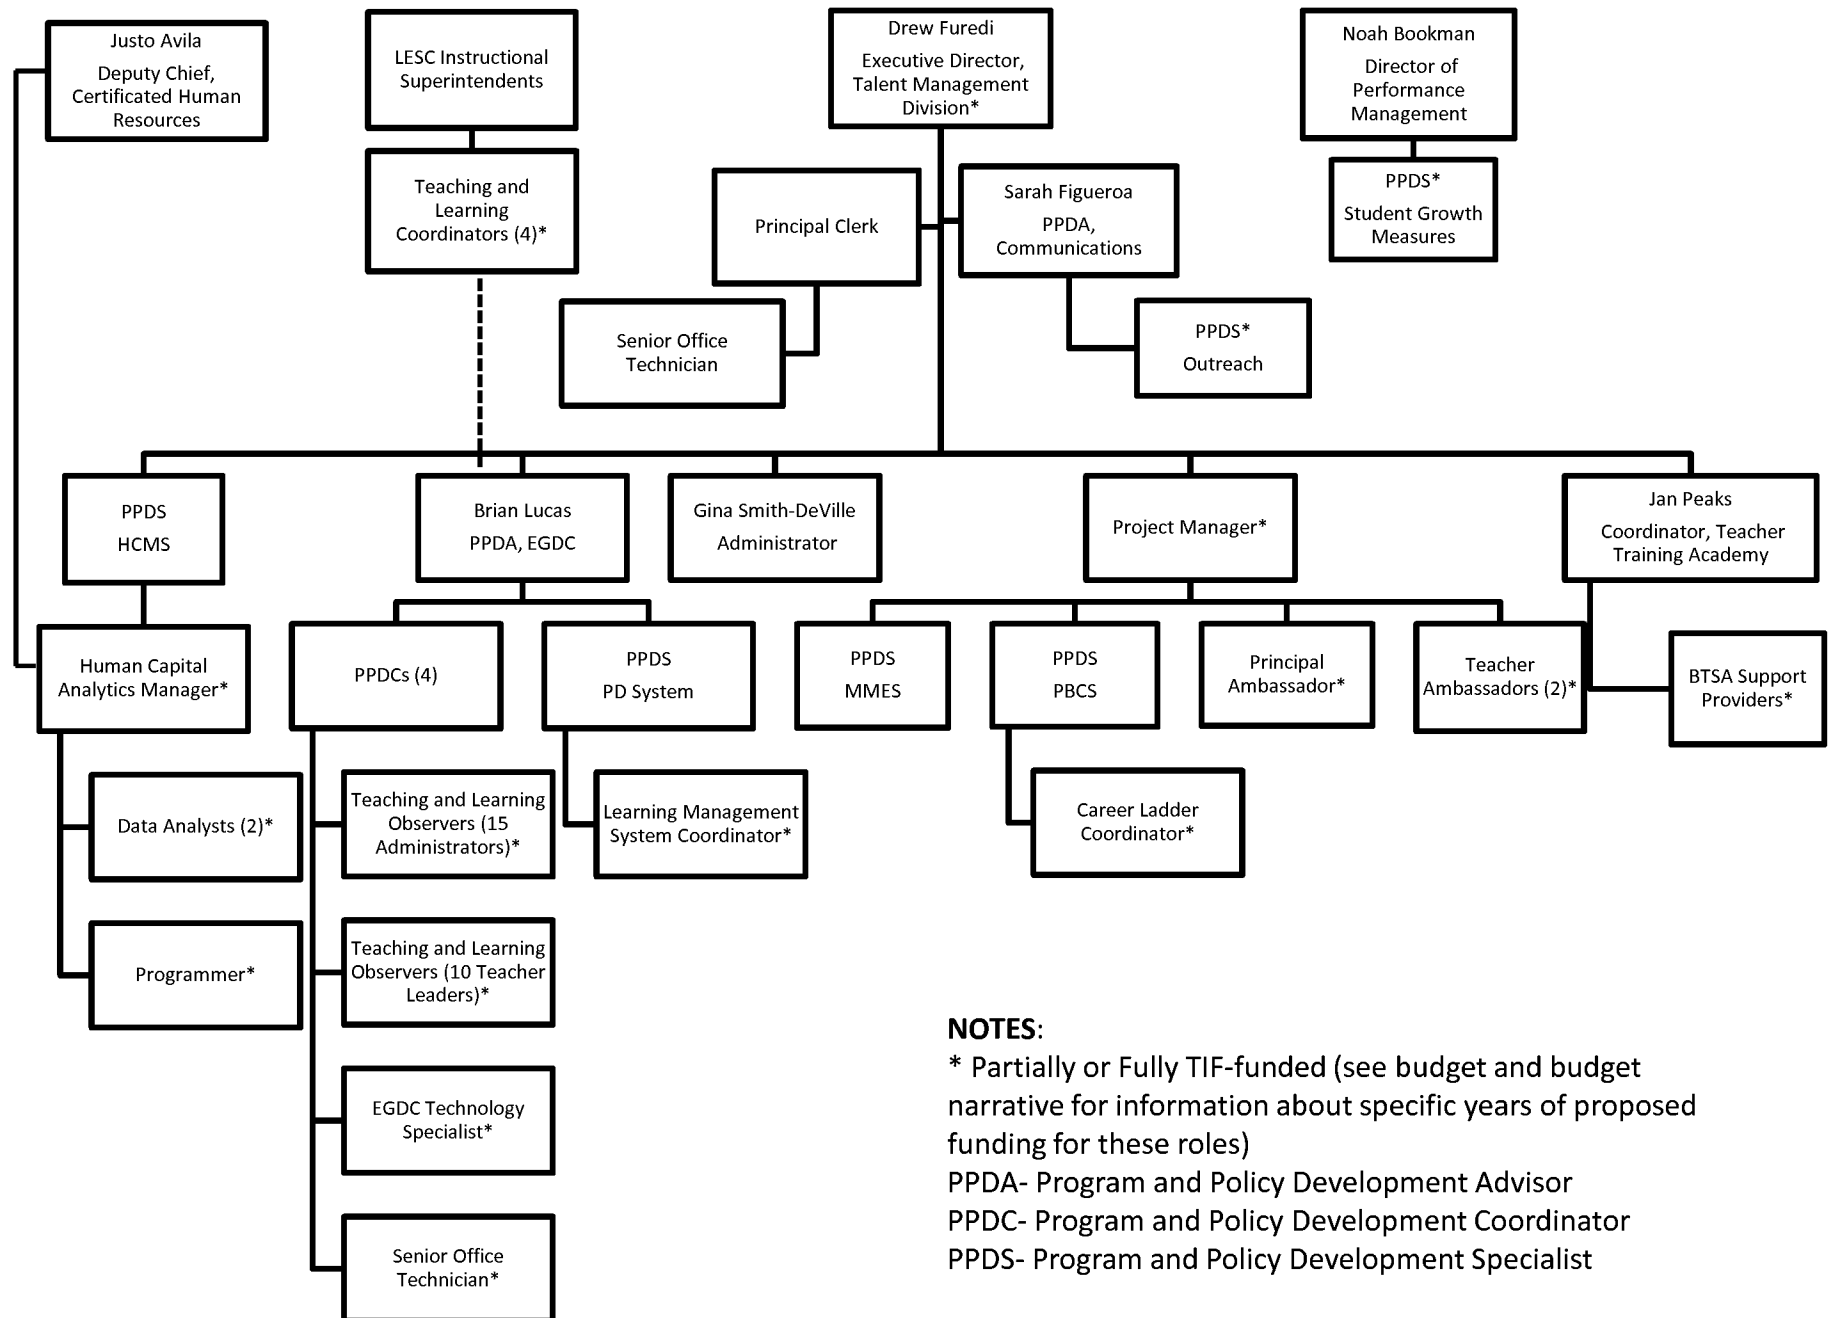 Justo Avila
Deputy Chief,
Certificated Human
Resources
LESC Instructional
Superintendents
Drew Furedi
Executive Director,
Talent Management
Division*
Noah Bookman
Director of
Performance
Management
Teaching and
Learning
Coordinators (4)*
Principal Clerk
Sarah Figueroa
PPDA,
Communications
PPDS*
Student Growth
Measures
Senior Office
Technician
PPDS*
Outreach
PPDS
HCMS
Brian Lucas
PPDA, EGDC
Gina Smith-DeVille
Administrator
Project Manager*
Jan Peaks
Coordinator, Teacher
Training Academy
Human Capital
Analytics Manager*
PPDCs (4)
PPDS
PD System
PPDS
MMES
PPDS
PBCS
Principal
Ambassador*
Teacher
Ambassadors (2)*
BTSA Support
Providers*
Data Analysts (2)*
Teaching and Learning
Observers (15
Administrators)*
Learning Management
System Coordinator*
Career Ladder
Coordinator*
Programmer*
Teaching and Learning
Observers (10 Teacher
Leaders)*
EGDC Technology
Specialist*
Senior Office
Technician*
NOTES:
* Partially or Fully TIF-funded (see budget and budget
narrative for information about specific years of proposed
funding for these roles)
PPDA- Program and Policy Development Advisor
PPDC- Program and Policy Development Coordinator
PPDS- Program and Policy Development Specialist